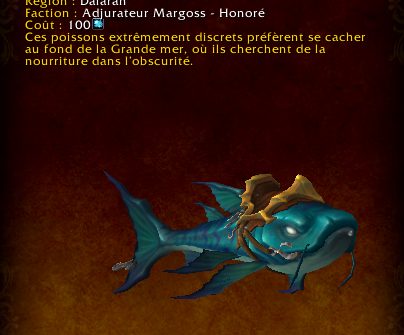 Région : Dalaran
Faction : Adjurateur Margoss - Honoré
Coût : 100
Ces poissons extrêmement discrets préfèrent se cacher
au fond de la Grande mer, où ils cherchent de la
nourriture dans l'obscurité.